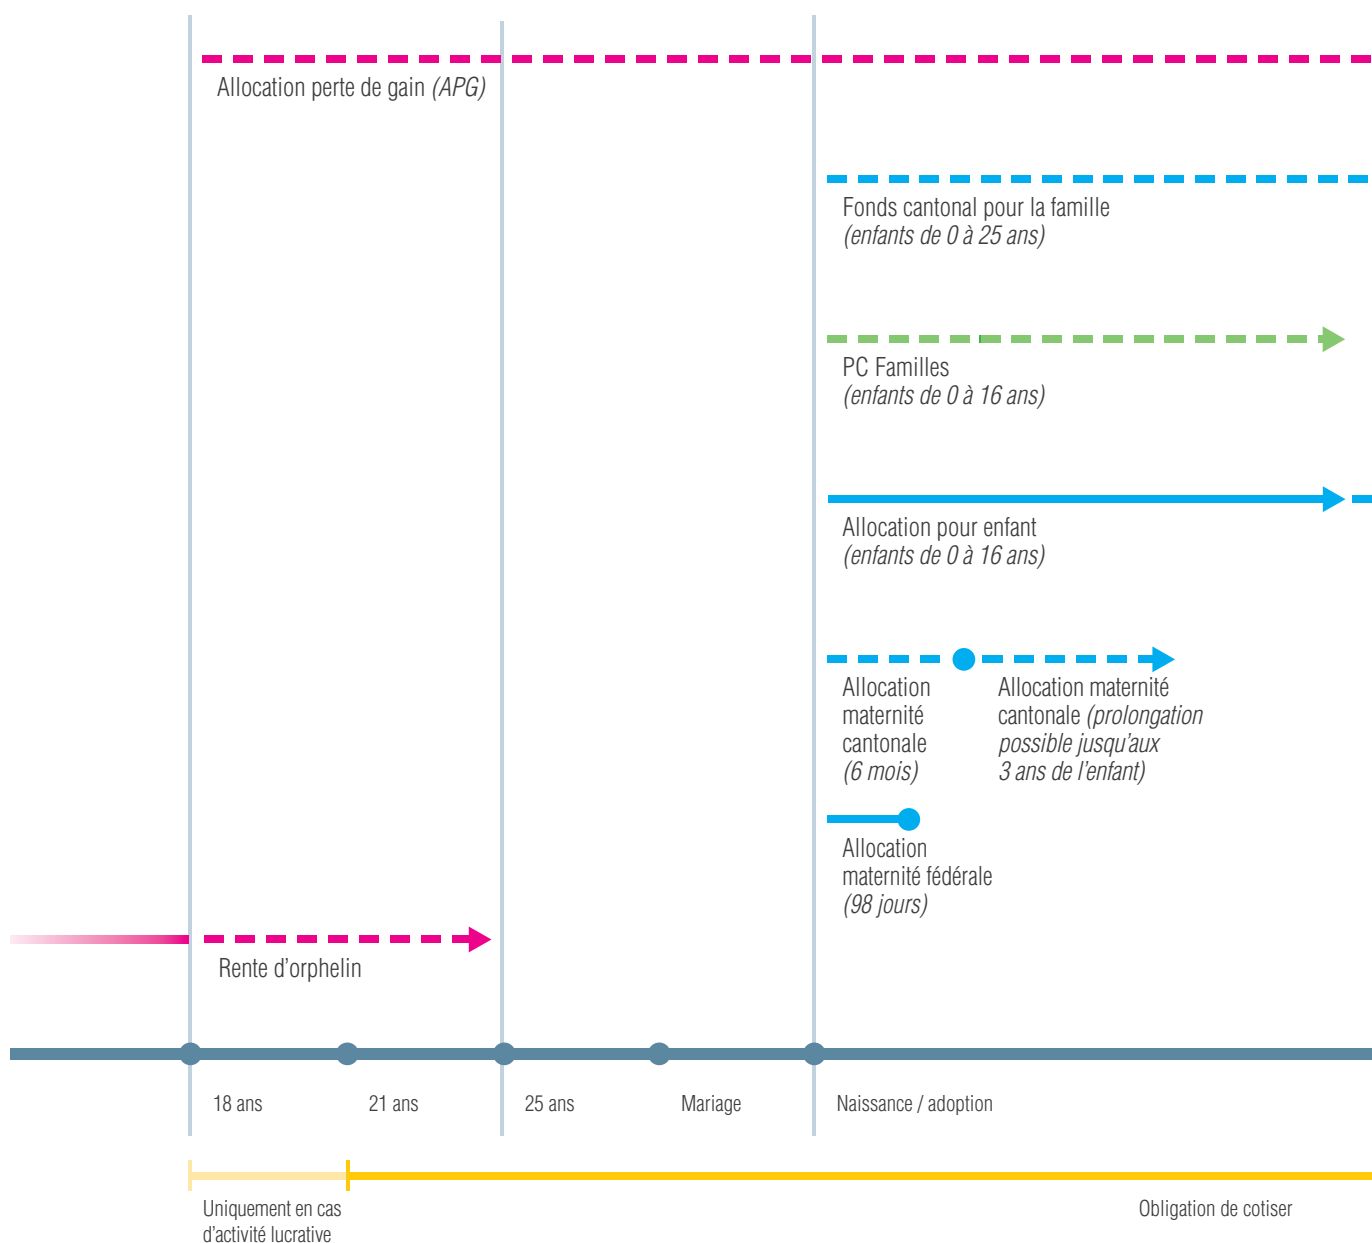 Allocation perte de gain (APG)
Fonds cantonal pour la famille
(enfants de 0 à 25 ans)
PC Familles
(enfants de 0 à 16 ans)
Allocation pour enfant
(enfants de 0 à 16 ans)
Allocation
maternité
cantonale
(6 mois)
Allocation maternité
cantonale (prolongation
possible jusqu’aux
3 ans de l’enfant)
Allocation
maternité fédérale
(98 jours)
Rente d’orphelin
18 ans
21 ans
25 ans
Mariage
Naissance / adoption
Uniquement en cas
d’activité lucrative
Obligation de cotiser